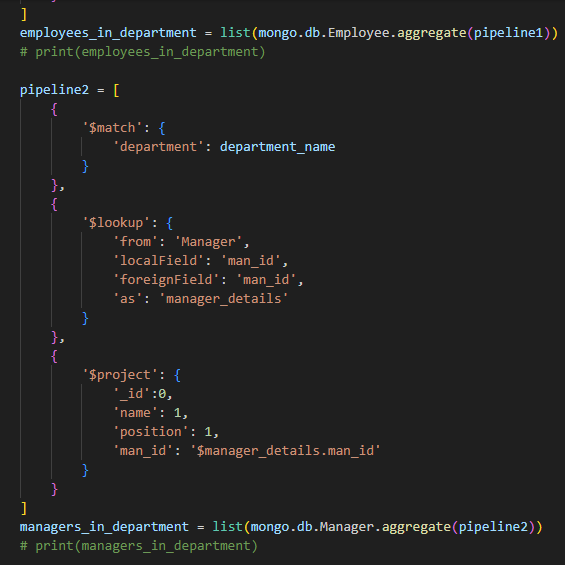 ]
employees_in_department = list(mongo.db.Employee.aggregate(pipeline1))
# print(employees_in_department)

pipeline2 = [
    {
        '$match': {
            'department': department_name
        }
    },
    {
        '$lookup': {
            'from': 'Manager',
            'localField': 'man_id',
            'foreignField': 'man_id',
            'as': 'manager_details'
        }
    },
    {
        '$project': {
            '_id':0,
            'name': 1,
            'position': 1,
            'man_id': '$manager_details.man_id'
        }
    }
]
managers_in_department = list(mongo.db.Manager.aggregate(pipeline2))
# print(managers_in_department)